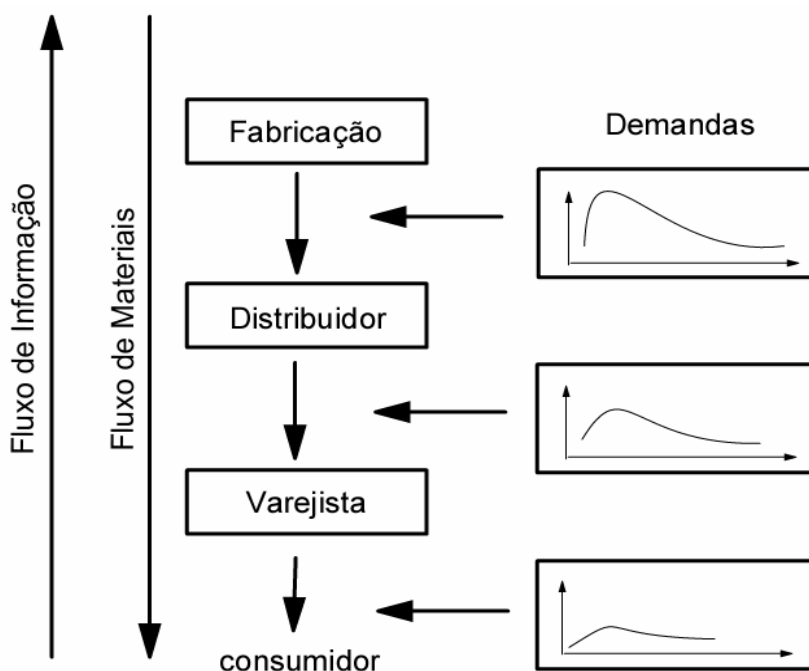 Fluxo de Informação
Fluxo de Materiais
Fabricação
Demandas
Distribuidor
Varejista
consumidor